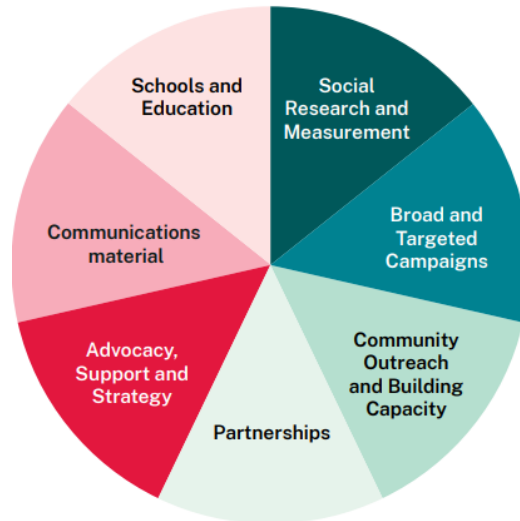 Social
Research and
Measurement
Broad and
Targeted
Campaigns
Community
Outreach
and Building
Capacity
Partnerships
Advocacy,
Support and
Strategy
Communications
material
Schools and
Education